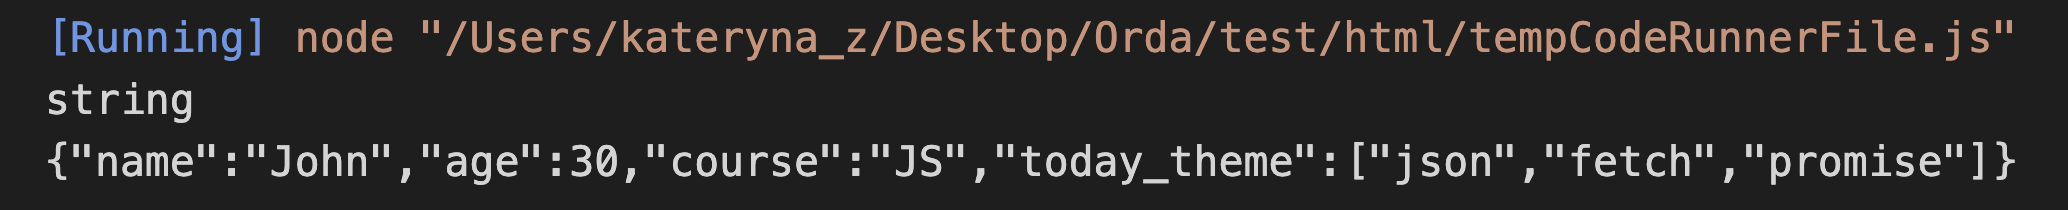 [Running] node "/Users/kateryna_z/Desktop/Orda/test/html/tempCodeRunnerFile.js"
string
{"name":"John","age":30,"course":"JS","today_theme":["json","fetch","promise"]}